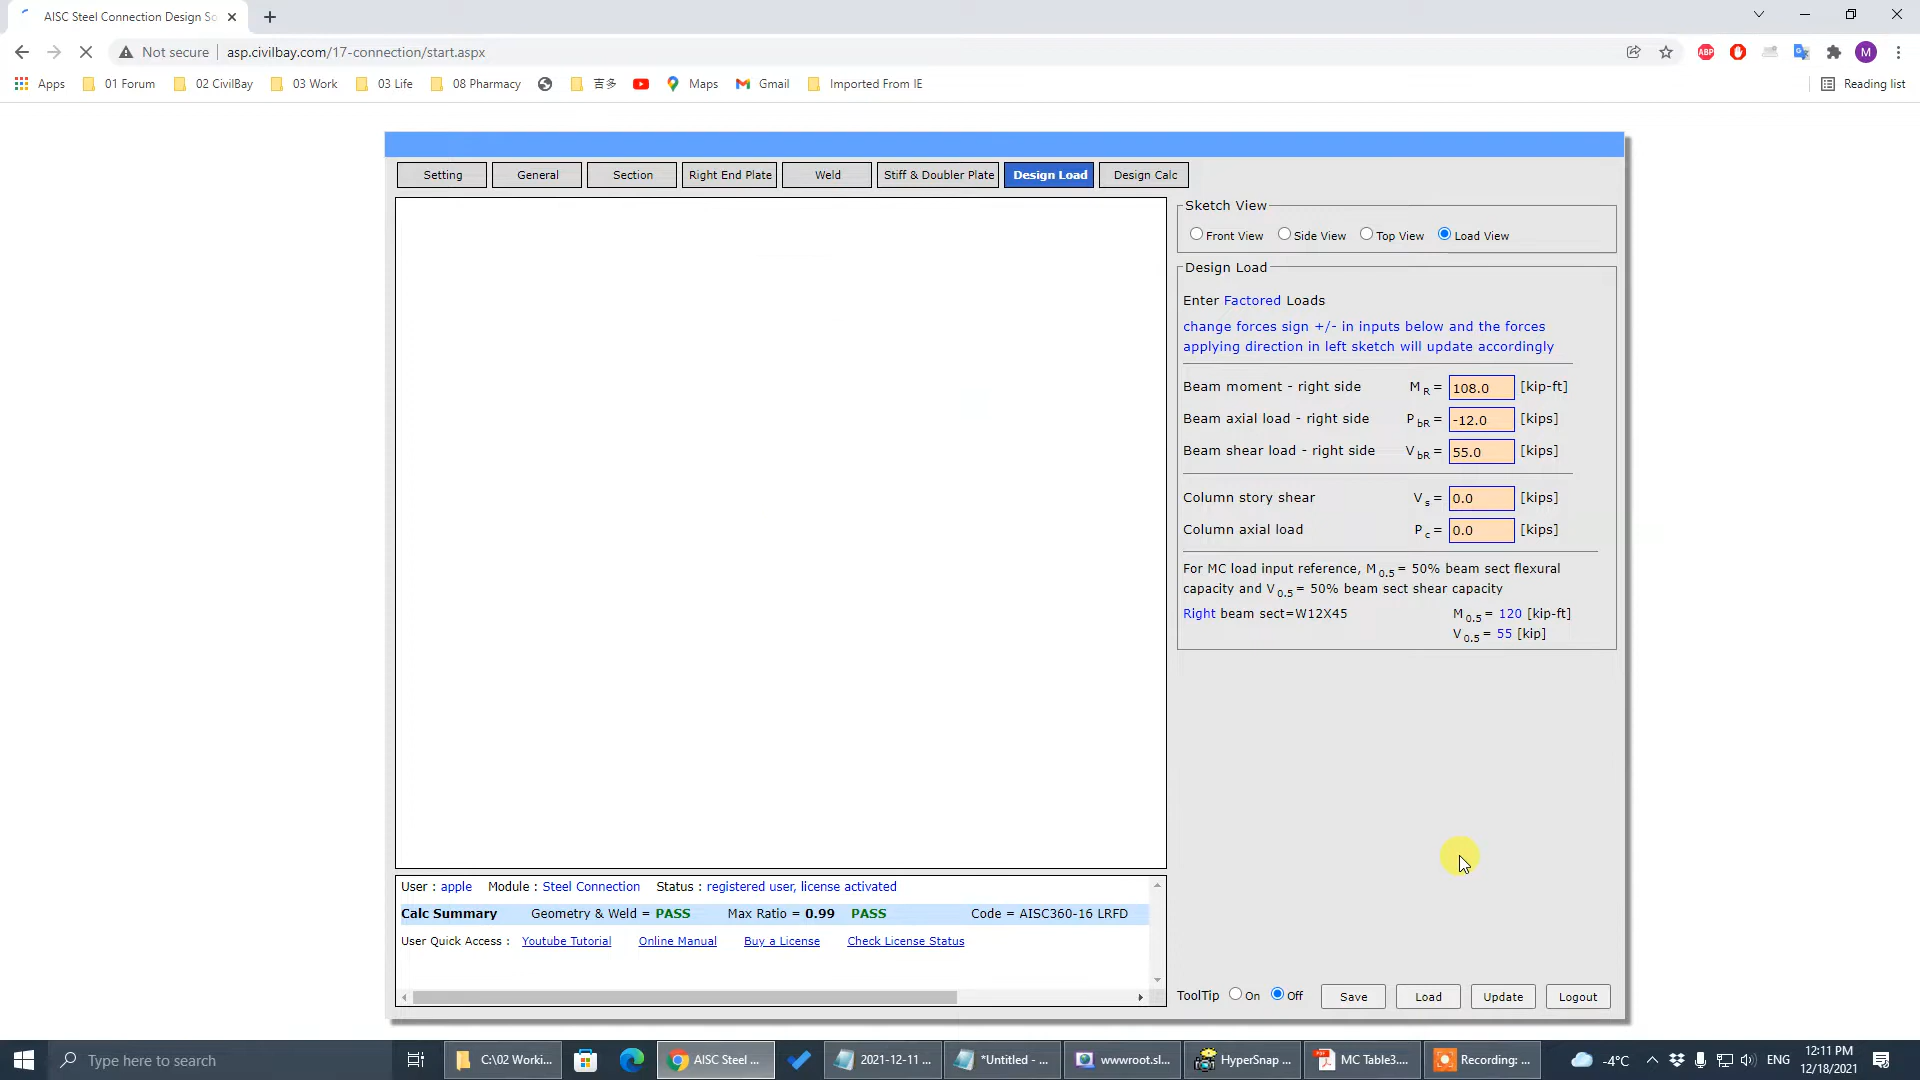 AISC Steel Connection Design So
Not secure
asp.civilbay.com/17-connection/start.aspx
ABP
M
Apps
01 Forum
02 CivilBay
03 Work
03 Life
08 Pharmacy
吉多
Maps
Gmail
Imported From IE
Reading list
Setting
General
Section
Right End Plate
Weld
Stiff & Doubler Plate
Design Load
Design Calc
Sketch View
Front View
Side View
Top View
Load View
Design Load
Enter Factored Loads
change forces sign +/- in inputs below and the forces
applying direction in left sketch will update accordingly
Beam moment - right side M R = 108.0 [kip-ft]
Beam axial load - right side P bR = -12.0 [kips]
Beam shear load - right side V bR = 55.0 [kips]
Column story shear V s = 0.0 [kips]
Column axial load P c = 0.0 [kips]
For MC load input reference, M 0.5 = 50% beam sect flexural
capacity and V 0.5 = 50% beam sect shear capacity
Right beam sect=W12X45 M 0.5 = 120 [kip-ft]
V 0.5 = 55 [kip]
User : apple Module : Steel Connection Status : registered user, license activated
Calc Summary Geometry & Weld = PASS Max Ratio = 0.99 PASS Code = AISC360-16 LRFD
User Quick Access : Youtube Tutorial Online Manual Buy a License Check License Status
ToolTip On Off
Save
Load
Update
Logout
Type here to search
C:\02 Worki...
AISC Steel ...
2021-12-11 ...
*Untitled - ...
wwwroot.sl...
HyperSnap ...
MC Table3....
Recording: ...
-4°C
ENG
12:11 PM
12/18/2021